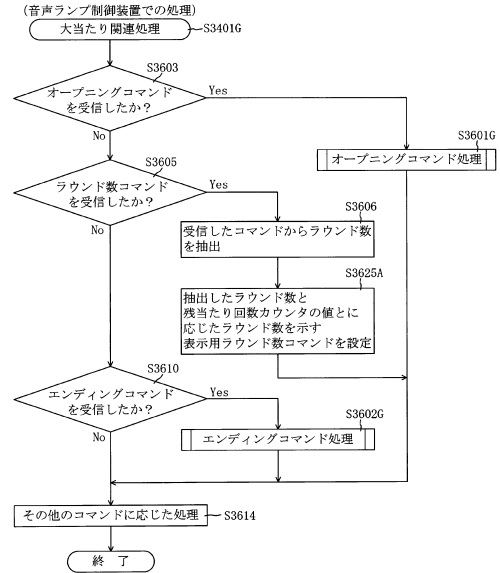 (音声ランプ制御装置での処理)
大当たり関連処理
S3401G
S3603
オープニングコマンド
を受信したか?
Yes
No
S3601G
オープニングコマンド処理
S3605
ラウンド数コマンド
を受信したか?
Yes
No
S3606
受信したコマンドからラウンド数
を抽出
S3625A
抽出したラウンド数と
残当たり回数カウンタの値とに
応じたラウンド数を示す
表示用ラウンド数コマンドを設定
S3610
エンディングコマンド
を受信したか?
Yes
No
S3602G
エンディングコマンド処理
その他のコマンドに応じた処理
S3614
終 了